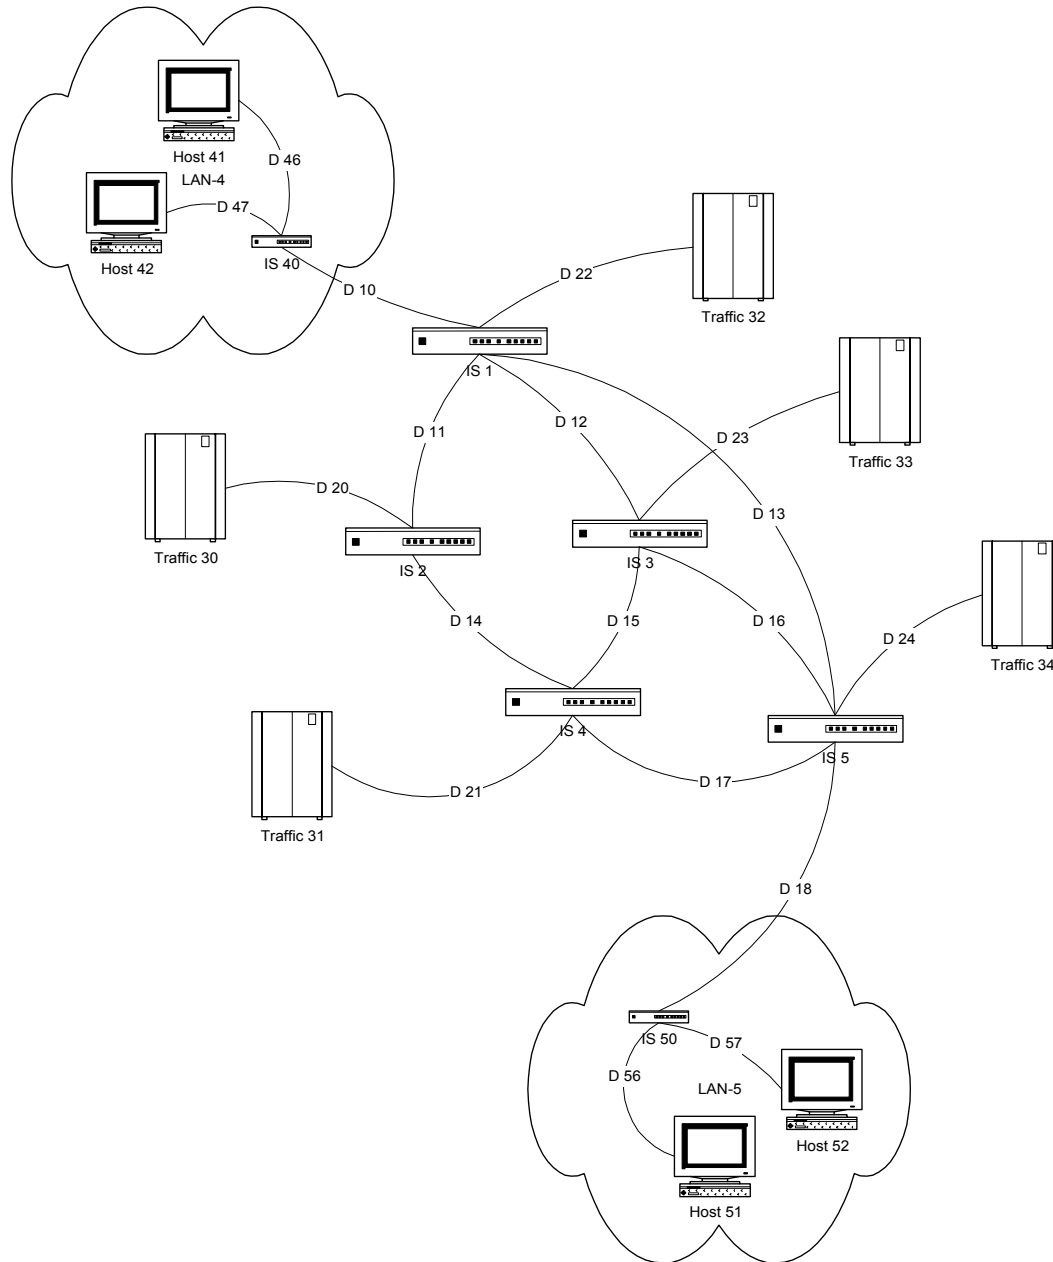 Host 41
D 46
LAN-4
D 47
IS 40
Host 42
D 10
D 22
Traffic 32
IS 1
D 11
D 12
D 23
Traffic 33
D 20
D 13
Traffic 30
IS 2
IS 3
D 14
D 15
D 16
D 24
Traffic 34
IS 4
IS 5
D 21
D 17
Traffic 31
D 18
IS 50
D 57
D 56
LAN-5
Host 52
Host 51